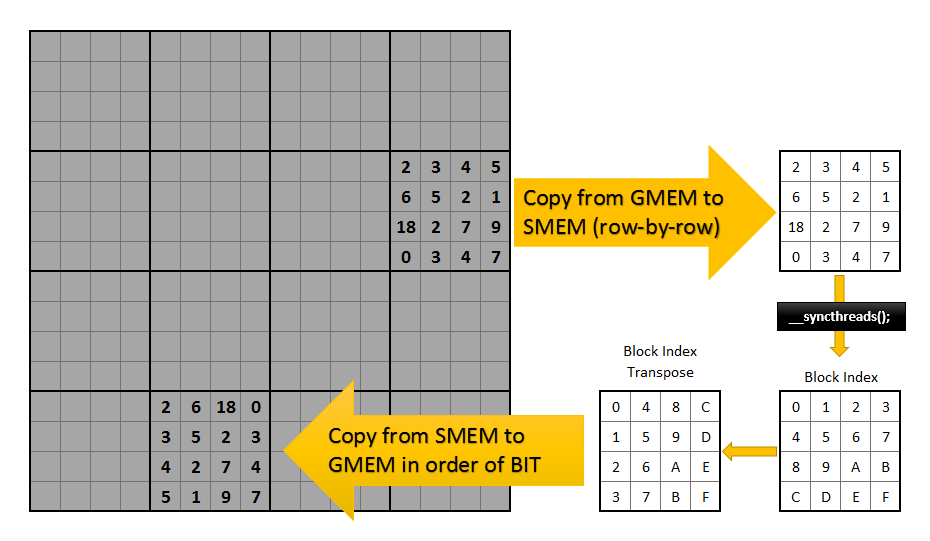 2 3 4 5
6 5 2 1
18 2 7 9
0 3 4 7
Copy from GMEM to
SMEM (row-by-row)
2 3 4 5
6 5 2 1
18 2 7 9
0 3 4 7
__syncthreads();
Block Index
0 1 2 3
4 5 6 7
8 9 A B
C D E F
Block Index
Transpose
0 4 8 C
1 5 9 D
2 6 A E
3 7 B F
Copy from SMEM to
GMEM in order of BIT
2 6 18 0
3 5 2 3
4 2 7 4
5 1 9 7